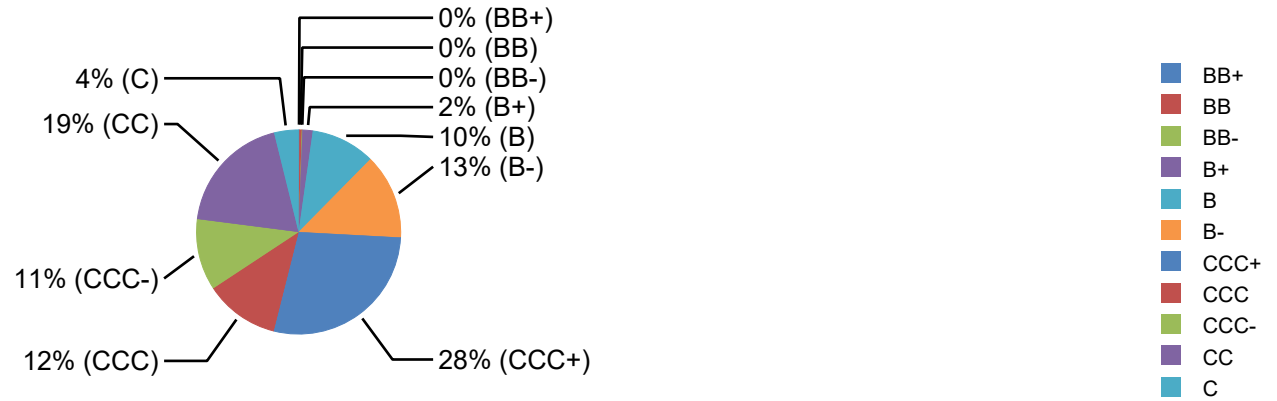 0% (BB+)
0% (BB)
0% (BB-)
2% (B+)
10% (B)
13% (B-)
28% (CCC+)
12% (CCC)
11% (CCC-)
19% (CC)
4% (C)
BB+
BB
BB-
B+
B
B-
CCC+
CCC
CCC-
CC
C